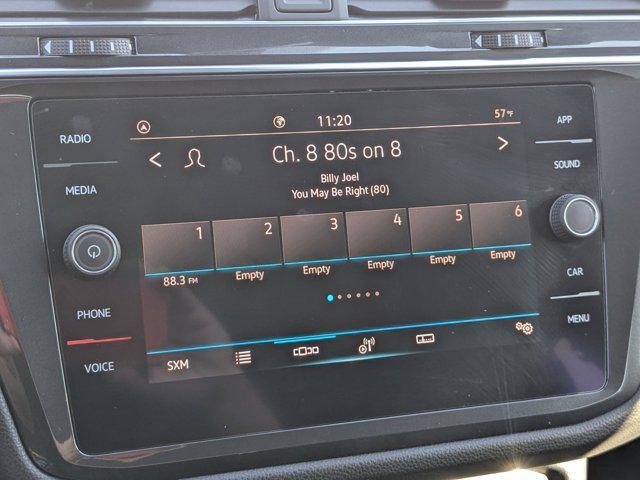 11:20
57°F
RADIO
MEDIA
PHONE
VOICE
Ch. 8 80s on 8
Billy Joel
You May Be Right (80)
1 2 3 4 5 6
88.3 FM Empty Empty Empty Empty Empty
SXM
APP
SOUND
CAR
MENU